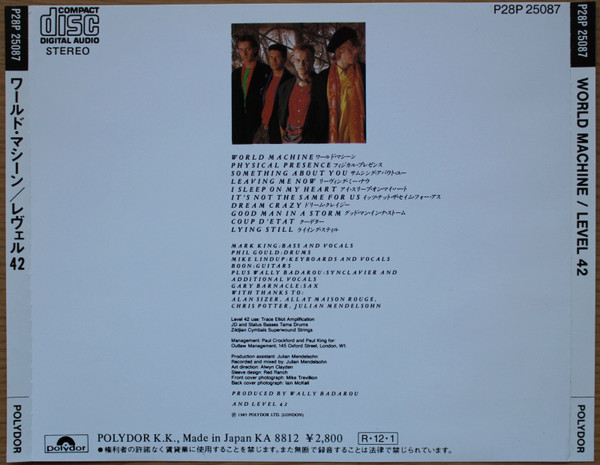 P28P 25087
ワールド・マシーン／レヴェル42
POLYDOR
COMPACT
disc
DIGITAL AUDIO
STEREO
P28P 25087
WORLD MACHINE ワールド・マシーン
PHYSICAL PRESENCE フィジカル・プレゼンス
SOMETHING ABOUT YOU サムシング・アバウト・ユー
LEAVING ME NOW リーヴィング・ミー・ナウ
I SLEEP ON MY HEART アイ・スリープ・オン・マイ・ハート
IT'S NOT THE SAME FOR US イッツ・ナット・ザ・セイム・フォー・アス
DREAM CRAZY ドリーム・クレイジー
GOOD MAN IN A STORM グッドマン・イン・ナ・ストーム
COUP D'ETAT クーデター
LYING STILL ライイング・スティル
MARK KING:BASS AND VOCALS
PHIL GOULD:DRUMS
MIKE LINDUP:KEYBOARDS AND VOCALS
BOON:GUITARS
PLUS WALLY BADAROU:SYNCLAVIER AND
ADDITIONAL VOCALS
GARY BARNACLE:SAX
WITH THANKS TO:
ALAN SIZER, ALL AT MAISON ROUGE,
CHRIS POTTER, JULIAN MENDELSOHN
Level 42 use: Trace Elliot Amplification
JD and Status Basses Tama Drums
Zildjian Cymbals Superwound Strings
Management: Paul Crockford and Paul King for:
Outlaw Management, 145 Oxford Street, London, W1
Production assistant: Julian Mendelsohn
Recorded and mixed by: Julian Mendelsohn
Art direction: Alwyn Clayden
Sleeve design: Red Ranch
Front cover photograph: Mike Trevillion
Back cover photograph: Iain McKell
PRODUCED BY WALLY BADAROU
AND LEVEL 42
℗ 1985 POLYDOR LTD. (LONDON)
Polydor
POLYDOR K.K., Made in Japan KA 8812 ￥2,800
R・12・1
●権利者の許諾なく賃貸業に使用することを禁じます。また無断で録音することは法律で禁じられています。
P28P 25087
WORLD MACHINE / LEVEL 42
POLYDOR